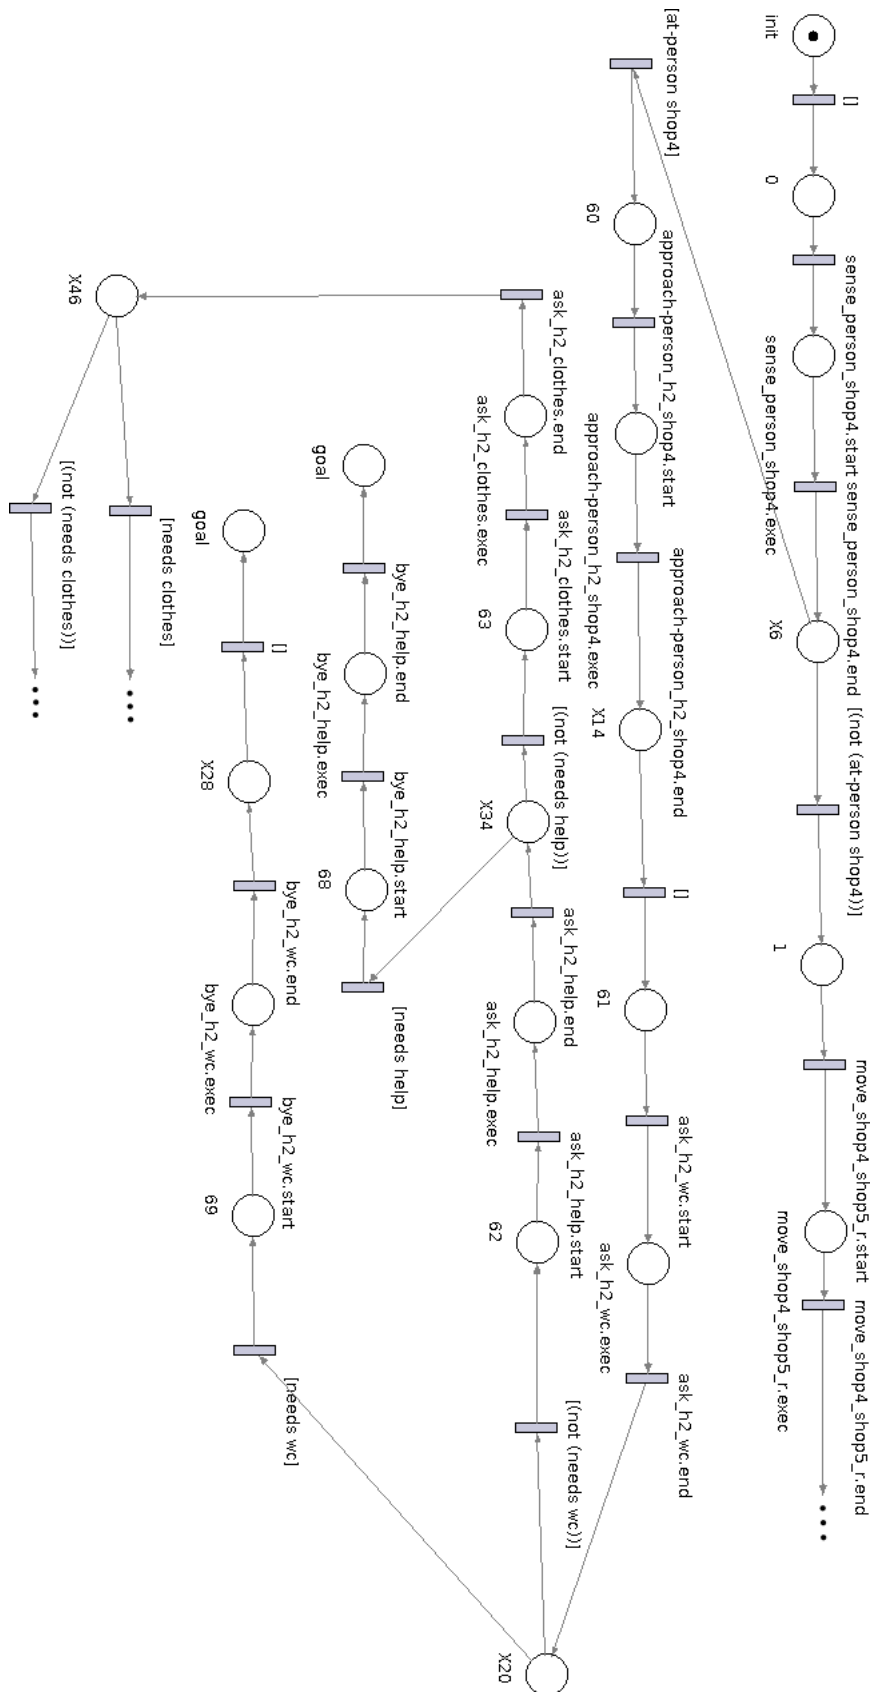 init
[]
0
sense_person_shop4.start
sense_person_shop4.exec
sense_person_shop4.end
X6
[(not (at-person shop4))]
1
move_shop4_shop5_r.start
move_shop4_shop5_r.exec
move_shop4_shop5_r.end
[at-person shop4]
60
approach-person_h2_shop4.start
approach-person_h2_shop4.exec
approach-person_h2_shop4.end
X14
[]
61
ask_h2_wc.start
ask_h2_wc.exec
ask_h2_wc.end
ask_h2_clothes.end
ask_h2_clothes.exec
ask_h2_clothes.start
63
[(not (needs help))]
X34
ask_h2_help.end
ask_h2_help.exec
ask_h2_help.start
62
[(not (needs wc))]
X20
goal
bye_h2_help.end
bye_h2_help.exec
bye_h2_help.start
68
[needs help]
goal
[]
X28
bye_h2_wc.end
bye_h2_wc.exec
bye_h2_wc.start
69
[needs wc]
X46
[needs clothes]
[(not (needs clothes))]